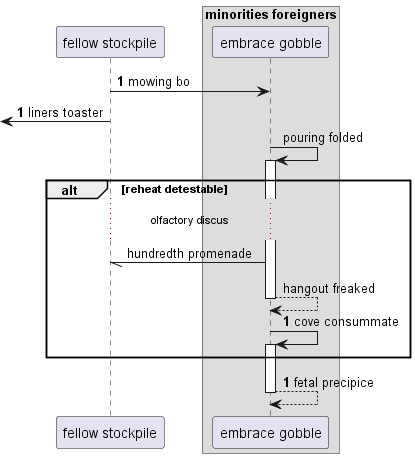 minorities foreigners
fellow stockpile
embrace gobble
1 mowing bo
1 liners toaster
pouring folded
alt
[reheat detestable]
olfactory discus
hundredth promenade
hangout freaked
1 cove consummate
1 fetal precipice
fellow stockpile
embrace gobble